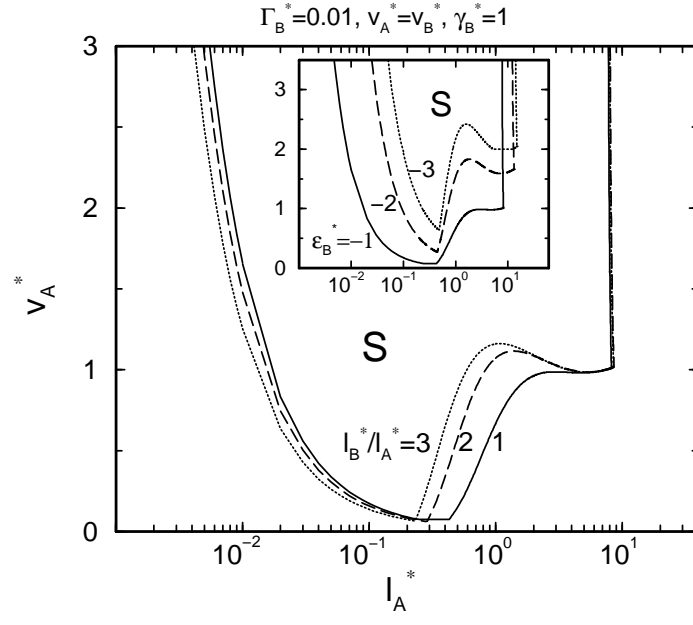 Γ_B^*=0.01, v_A^*=v_B^*, γ_B^*=1
3
2
1
0
v_A^*
3
2
1
0
S
−3
−2
ε_B^*=−1
10^−2 10^−1 10^0 10^1
S
l_B^*/l_A^*=3 2 1
10^−2 10^−1 10^0 10^1
l_A^*